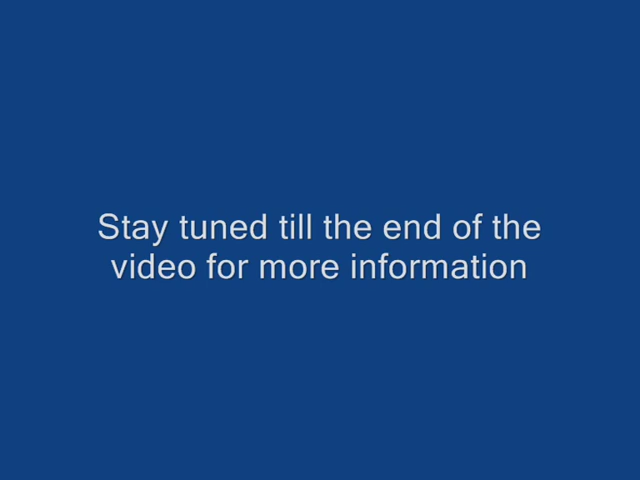 Stay tuned till the end of the
video for more information